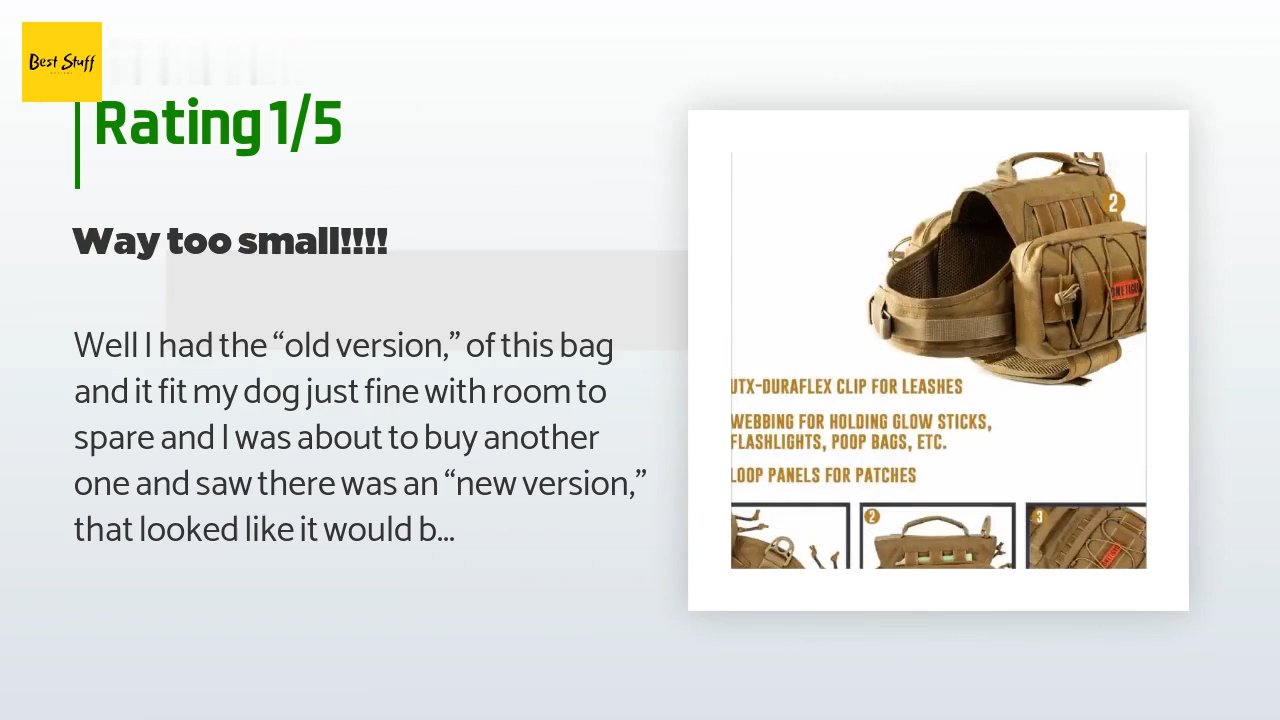 Best Stuff
Rating 1/5
Way too small!!!!
Well I had the “old version,” of this bag
and it fit my dog just fine with room to
spare and I was about to buy another
one and saw there was an “new version,”
that looked like it would b...
2
UTX-DURAFLEX CLIP FOR LEASHES
WEBBING FOR HOLDING GLOW STICKS,
FLASHLIGHTS, POOP BAGS, ETC.
LOOP PANELS FOR PATCHES
2
3